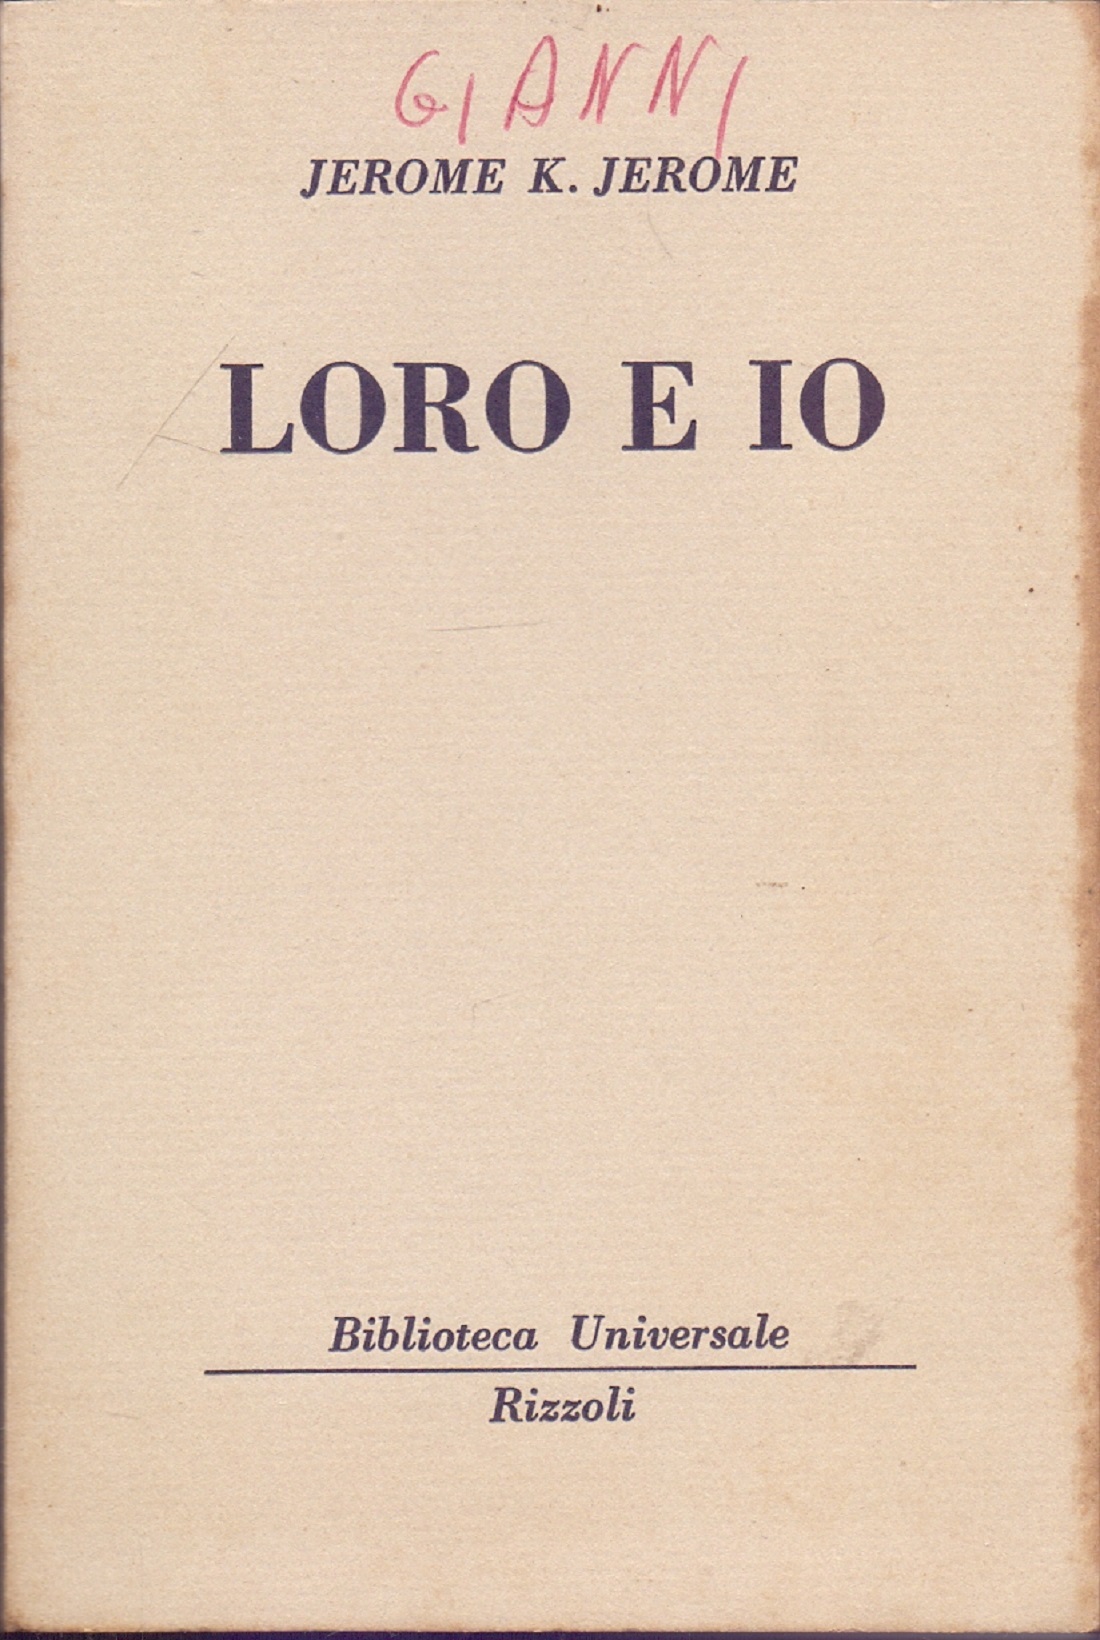 GIANNI
JEROME K. JEROME
LORO E IO
Biblioteca Universale
Rizzoli